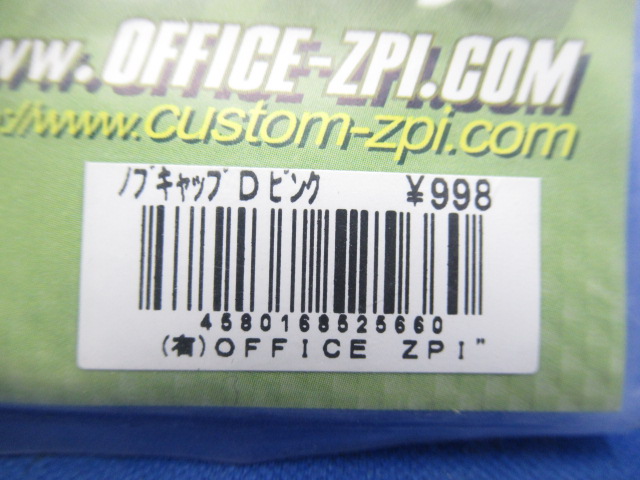 ww.OFFICE-ZPI.COM
//www.custom-zpi.com
ﾉﾌﾞｷｬｯﾌﾟ D ﾋﾟﾝｸ ¥998
4580168525660
(有)OFFICE ZPI"